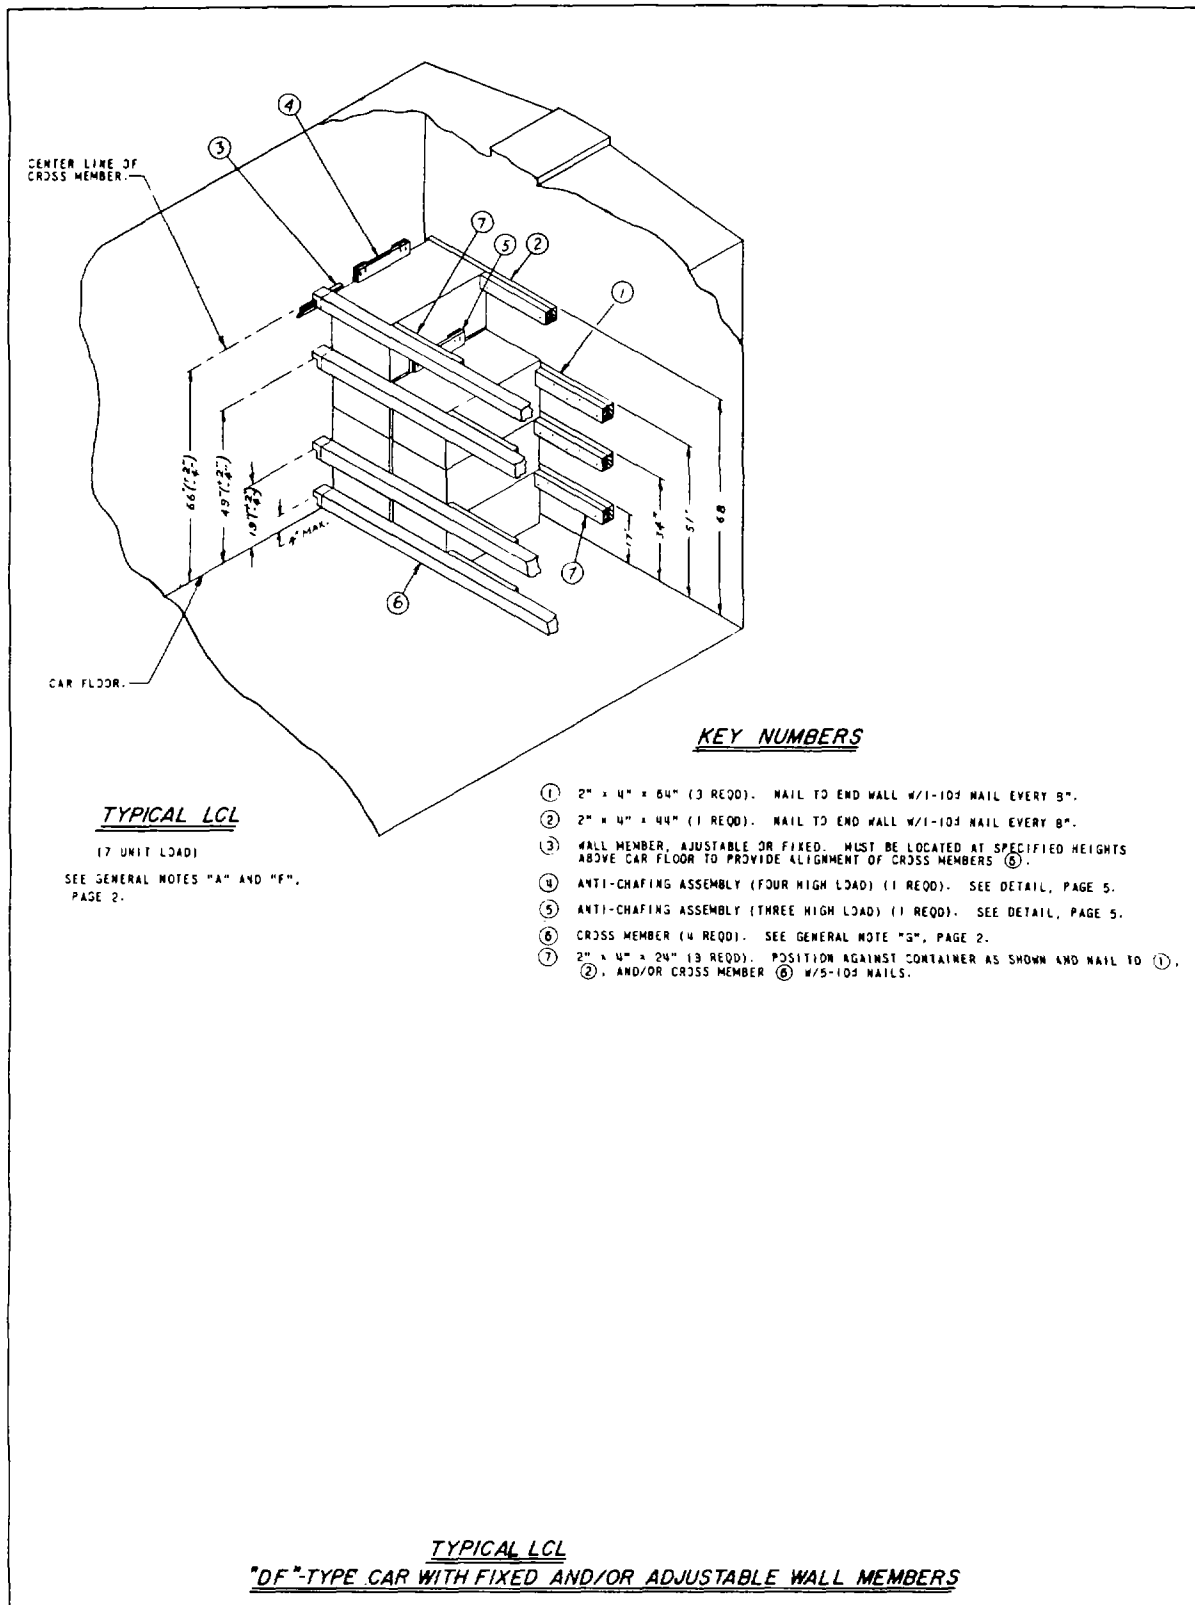 4
3
CENTER LINE OF
CROSS MEMBER.
7
5
2
1
66"(+2"-4")
49"(+2"-4")
19"(+2"-4")
4" MAX.
17"
34"
51"
68
7
6
CAR FLOOR.
KEY NUMBERS
① 2" x 4" x 64" (3 REQD). NAIL TO END WALL W/1-10d NAIL EVERY 8".
② 2" x 4" x 44" (1 REQD). NAIL TO END WALL W/1-10d NAIL EVERY 8".
③ WALL MEMBER, AJUSTABLE OR FIXED. MUST BE LOCATED AT SPECIFIED HEIGHTS
ABOVE CAR FLOOR TO PROVIDE ALIGNMENT OF CROSS MEMBERS ⑥.
④ ANTI-CHAFING ASSEMBLY (FOUR HIGH LOAD) (1 REQD). SEE DETAIL, PAGE 5.
⑤ ANTI-CHAFING ASSEMBLY (THREE HIGH LOAD) (1 REQD). SEE DETAIL, PAGE 5.
⑥ CROSS MEMBER (4 REQD). SEE GENERAL NOTE "G", PAGE 2.
⑦ 2" x 4" x 24" (8 REQD). POSITION AGAINST CONTAINER AS SHOWN AND NAIL TO ①,
②, AND/OR CROSS MEMBER ⑥ W/5-10d NAILS.
TYPICAL LCL
(7 UNIT LOAD)
SEE GENERAL NOTES "A" AND "F",
PAGE 2.
TYPICAL LCL
"DF"-TYPE CAR WITH FIXED AND/OR ADJUSTABLE WALL MEMBERS